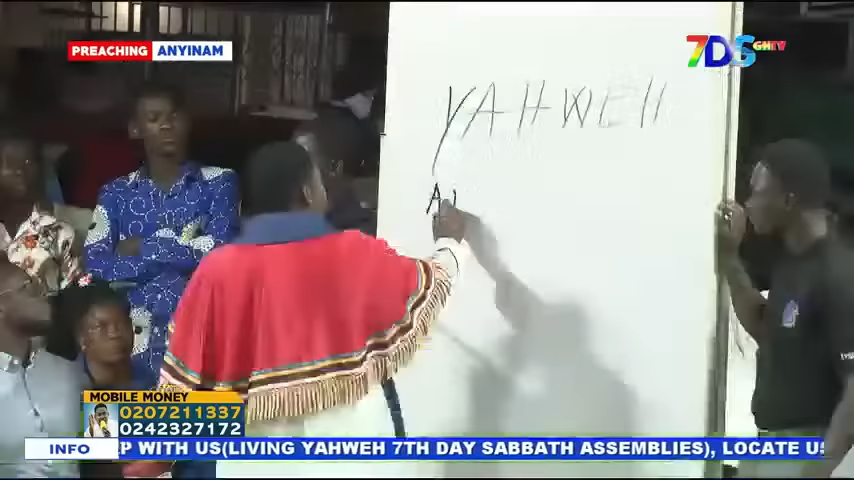 PREACHING ANYINAM
7DS GHTV
YAHWEH
A
MOBILE MONEY
0207211337
0242327172
INFO
WITH US(LIVING YAHWEH 7TH DAY SABBATH ASSEMBLIES), LOCATE US